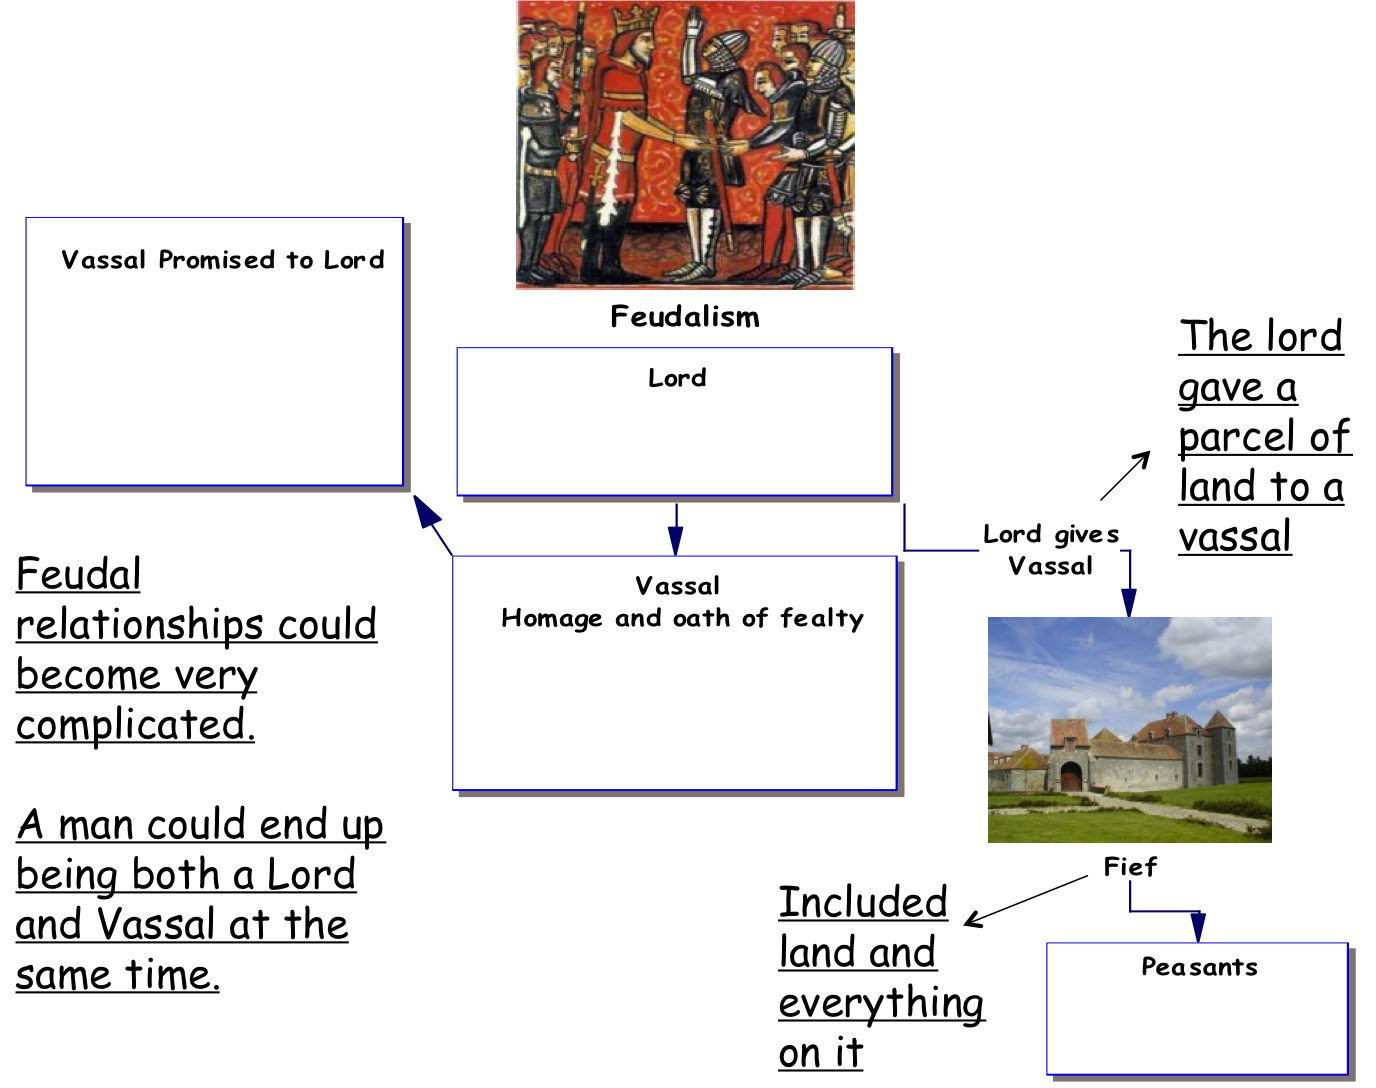 Vassal Promised to Lord
Feudalism
Lord
The lord
gave a
parcel of
land to a
vassal
Lord gives
Vassal
Vassal
Homage and oath of fealty
Feudal
relationships could
become very
complicated.
A man could end up
being both a Lord
and Vassal at the
same time.
Fief
Included
land and
everything
on it
Peasants